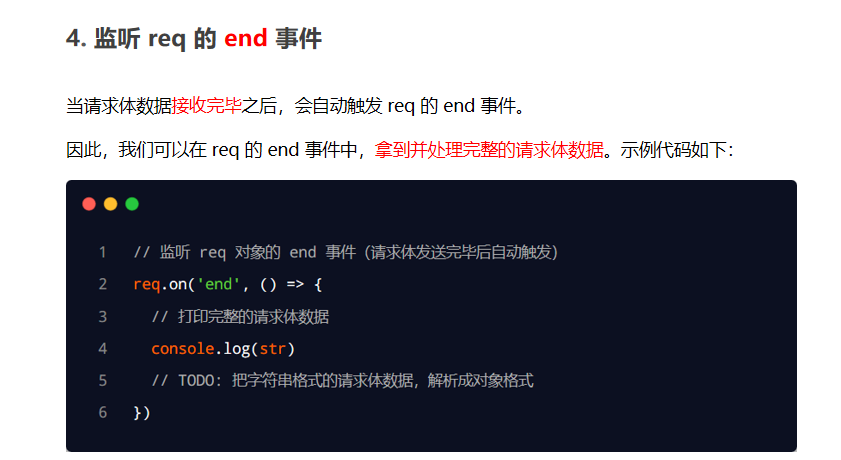 4. 监听 req 的 end 事件
当请求体数据接收完毕之后，会自动触发 req 的 end 事件。
因此，我们可以在 req 的 end 事件中，拿到并处理完整的请求体数据。示例代码如下：
1 // 监听 req 对象的 end 事件（请求体发送完毕后自动触发）
2 req.on('end', () => {
3   // 打印完整的请求体数据
4   console.log(str)
5   // TODO: 把字符串格式的请求体数据，解析成对象格式
6 })